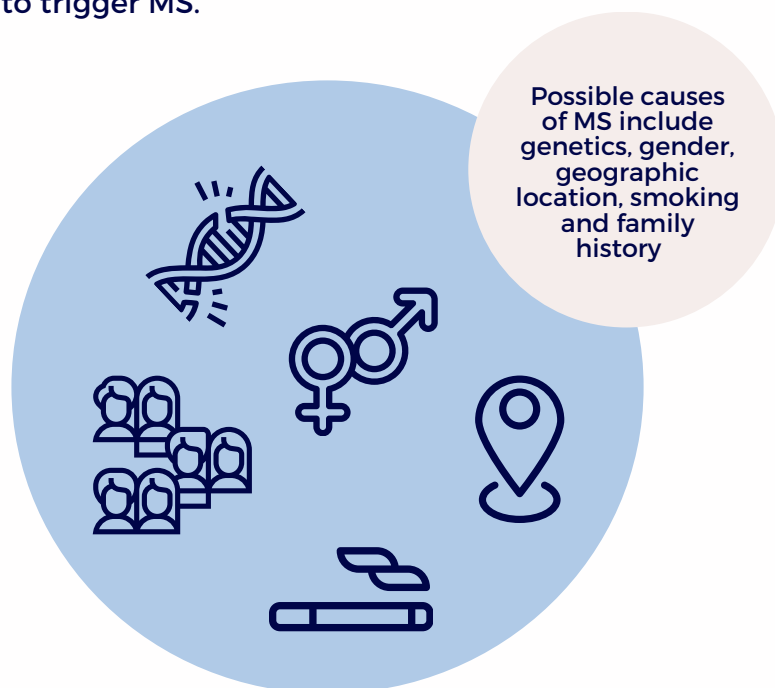 to trigger MS.
Possible causes
of MS include
genetics, gender,
geographic
location, smoking
and family
history